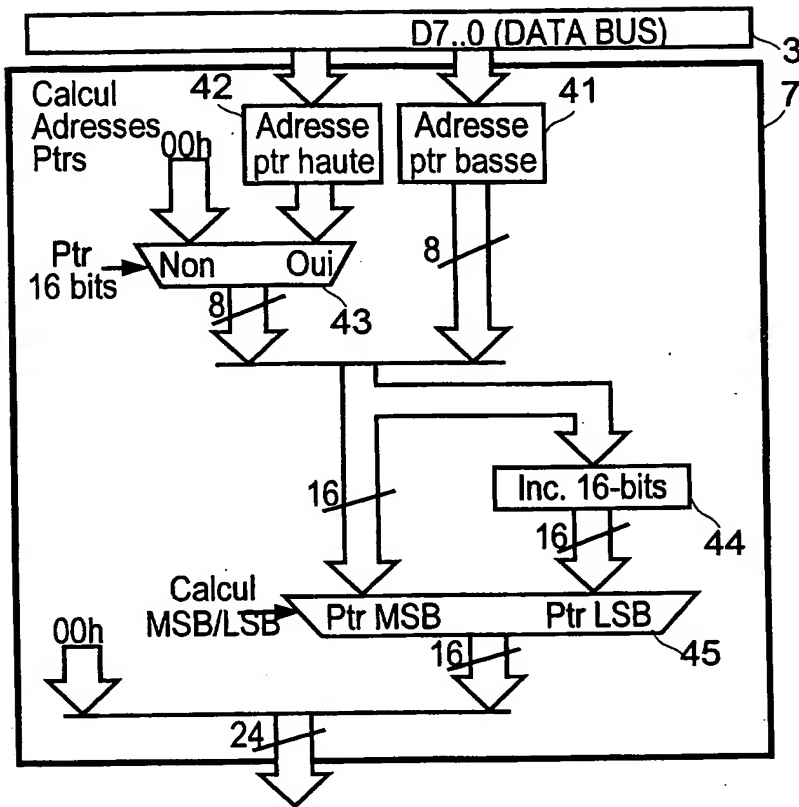 D7..0 (DATA BUS)
3
7
Calcul
Adresses
Ptrs
42
41
Adresse
ptr haute
Adresse
ptr basse
00h
Ptr
16 bits
Non
Oui
43
8
8
16
Inc. 16-bits
44
16
Calcul
MSB/LSB
Ptr MSB
Ptr LSB
45
00h
16
24